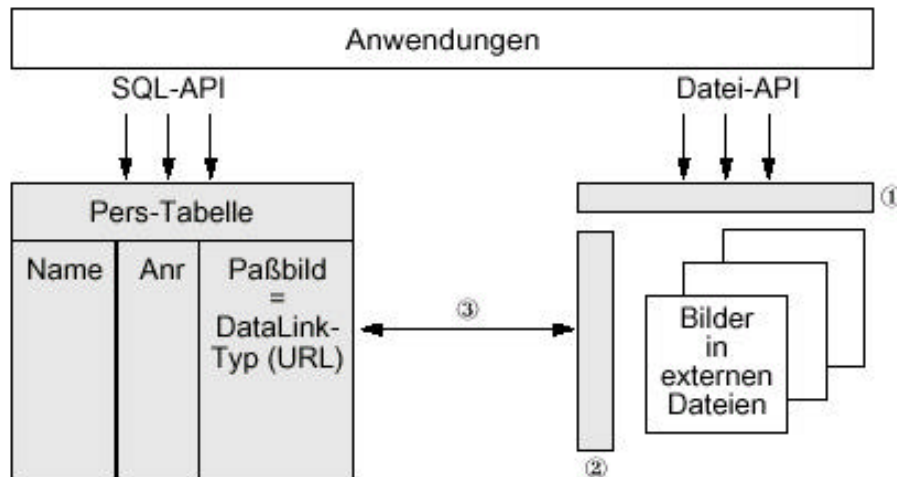 Anwendungen
SQL-API
Datei-API
Pers-Tabelle
①
Name
Anr
Paßbild
=
DataLink-
Typ (URL)
③
Bilder
in
externen
Dateien
②